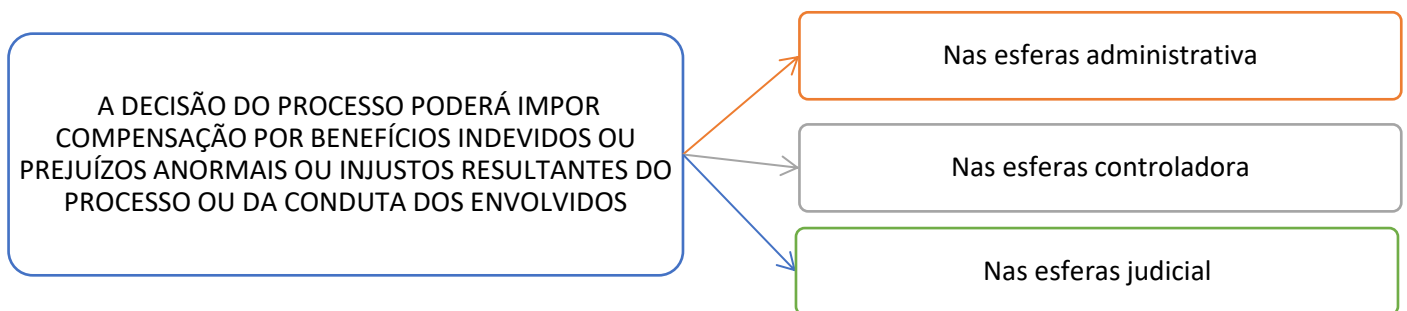 A DECISÃO DO PROCESSO PODERÁ IMPOR
COMPENSAÇÃO POR BENEFÍCIOS INDEVIDOS OU
PREJUÍZOS ANORMAIS OU INJUSTOS RESULTANTES DO
PROCESSO OU DA CONDUTA DOS ENVOLVIDOS
Nas esferas administrativa
Nas esferas controladora
Nas esferas judicial